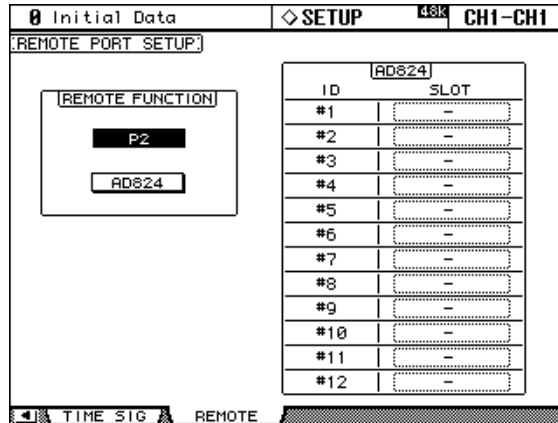 0 Initial Data ◇SETUP 48K CH1-CH1
REMOTE PORT SETUP
REMOTE FUNCTION
P2
AD824
AD824
ID SLOT
#1 –
#2 –
#3 –
#4 –
#5 –
#6 –
#7 –
#8 –
#9 –
#10 –
#11 –
#12 –
TIME SIG REMOTE